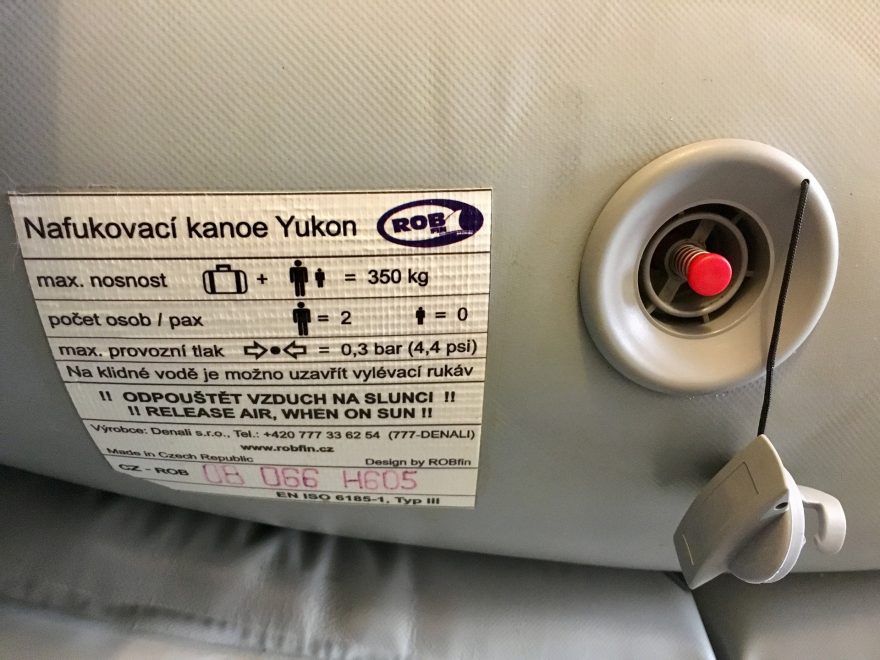 Nafukovací kanoe Yukon ROB FIN
max. nosnost + = 350 kg
počet osob / pax = 2 = 0
max. provozní tlak = 0,3 bar (4,4 psi)
Na klidné vodě je možno uzavřít vylévací rukáv
!! ODPOUŠTĚT VZDUCH NA SLUNCI !!
!! RELEASE AIR, WHEN ON SUN !!
Výrobce: Denali s.r.o., Tel.: +420 777 33 62 54 (777-DENALI)
www.robfin.cz
Made in Czech Republic Design by ROBfin
CZ - ROB 08 066 H605
EN ISO 6185-1, Typ III